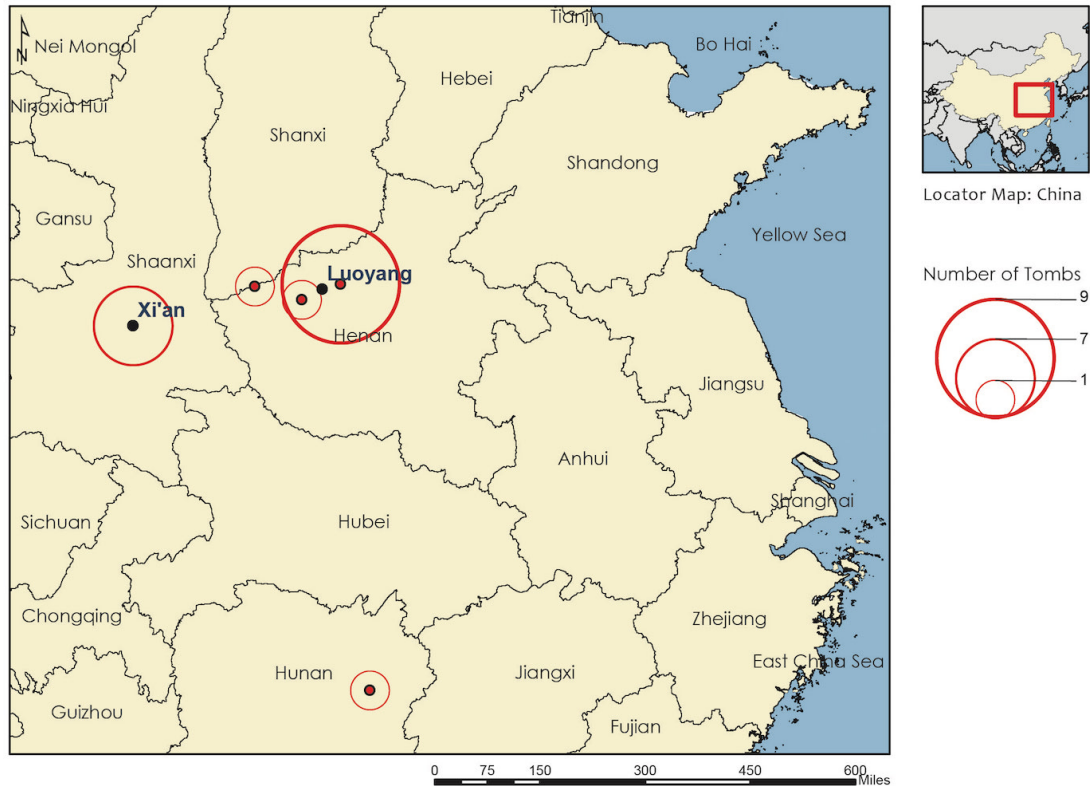 N
Tianjin
Nei Mongol
Bo Hai
Hebei
Ningxia Hui
Shanxi
Shandong
Gansu
Yellow Sea
Shaanxi
Luoyang
Xi'an
Henan
Jiangsu
Anhui
Shanghai
Sichuan
Hubei
Chongqing
Zhejiang
East China Sea
Hunan
Jiangxi
Guizhou
Fujian
0 75 150 300 450 600
Miles
Locator Map: China
Number of Tombs
9
7
1